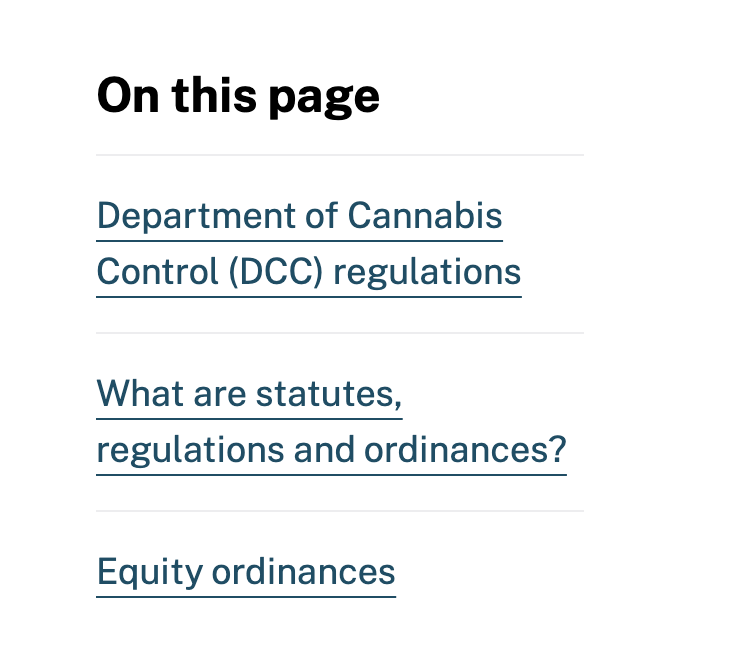 On this page
Department of Cannabis
Control (DCC) regulations
What are statutes,
regulations and ordinances?
Equity ordinances